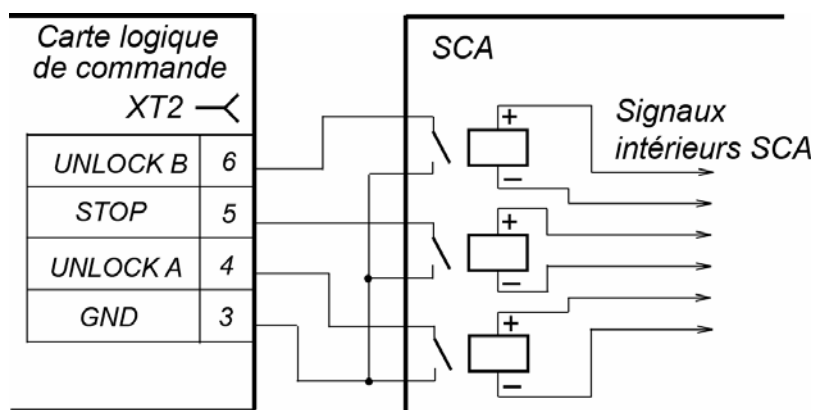 Carte logique
de commande
XT2
UNLOCK B 6
STOP 5
UNLOCK A 4
GND 3
SCA
+
−
+
−
+
−
Signaux
intérieurs SCA